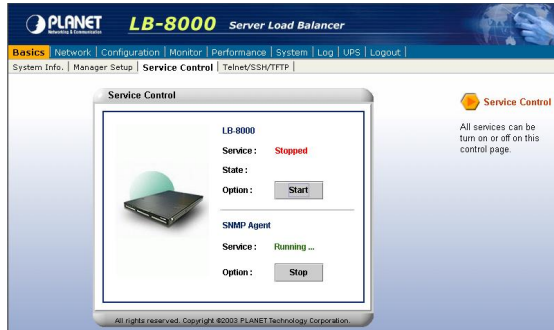 PLANET
Networking & Communication
LB-8000 Server Load Balancer
Basics | Network | Configuration | Monitor | Performance | System | Log | UPS | Logout |
System Info. | Manager Setup | Service Control | Telnet/SSH/TFTP |
Service Control
LB-8000
Service : Stopped
State :
Option : Start
SNMP Agent
Service : Running ...
Option : Stop
All rights reserved. Copyright ©2003 PLANET Technology Corporation.
Service Control
All services can be
turn on or off on this
control page.